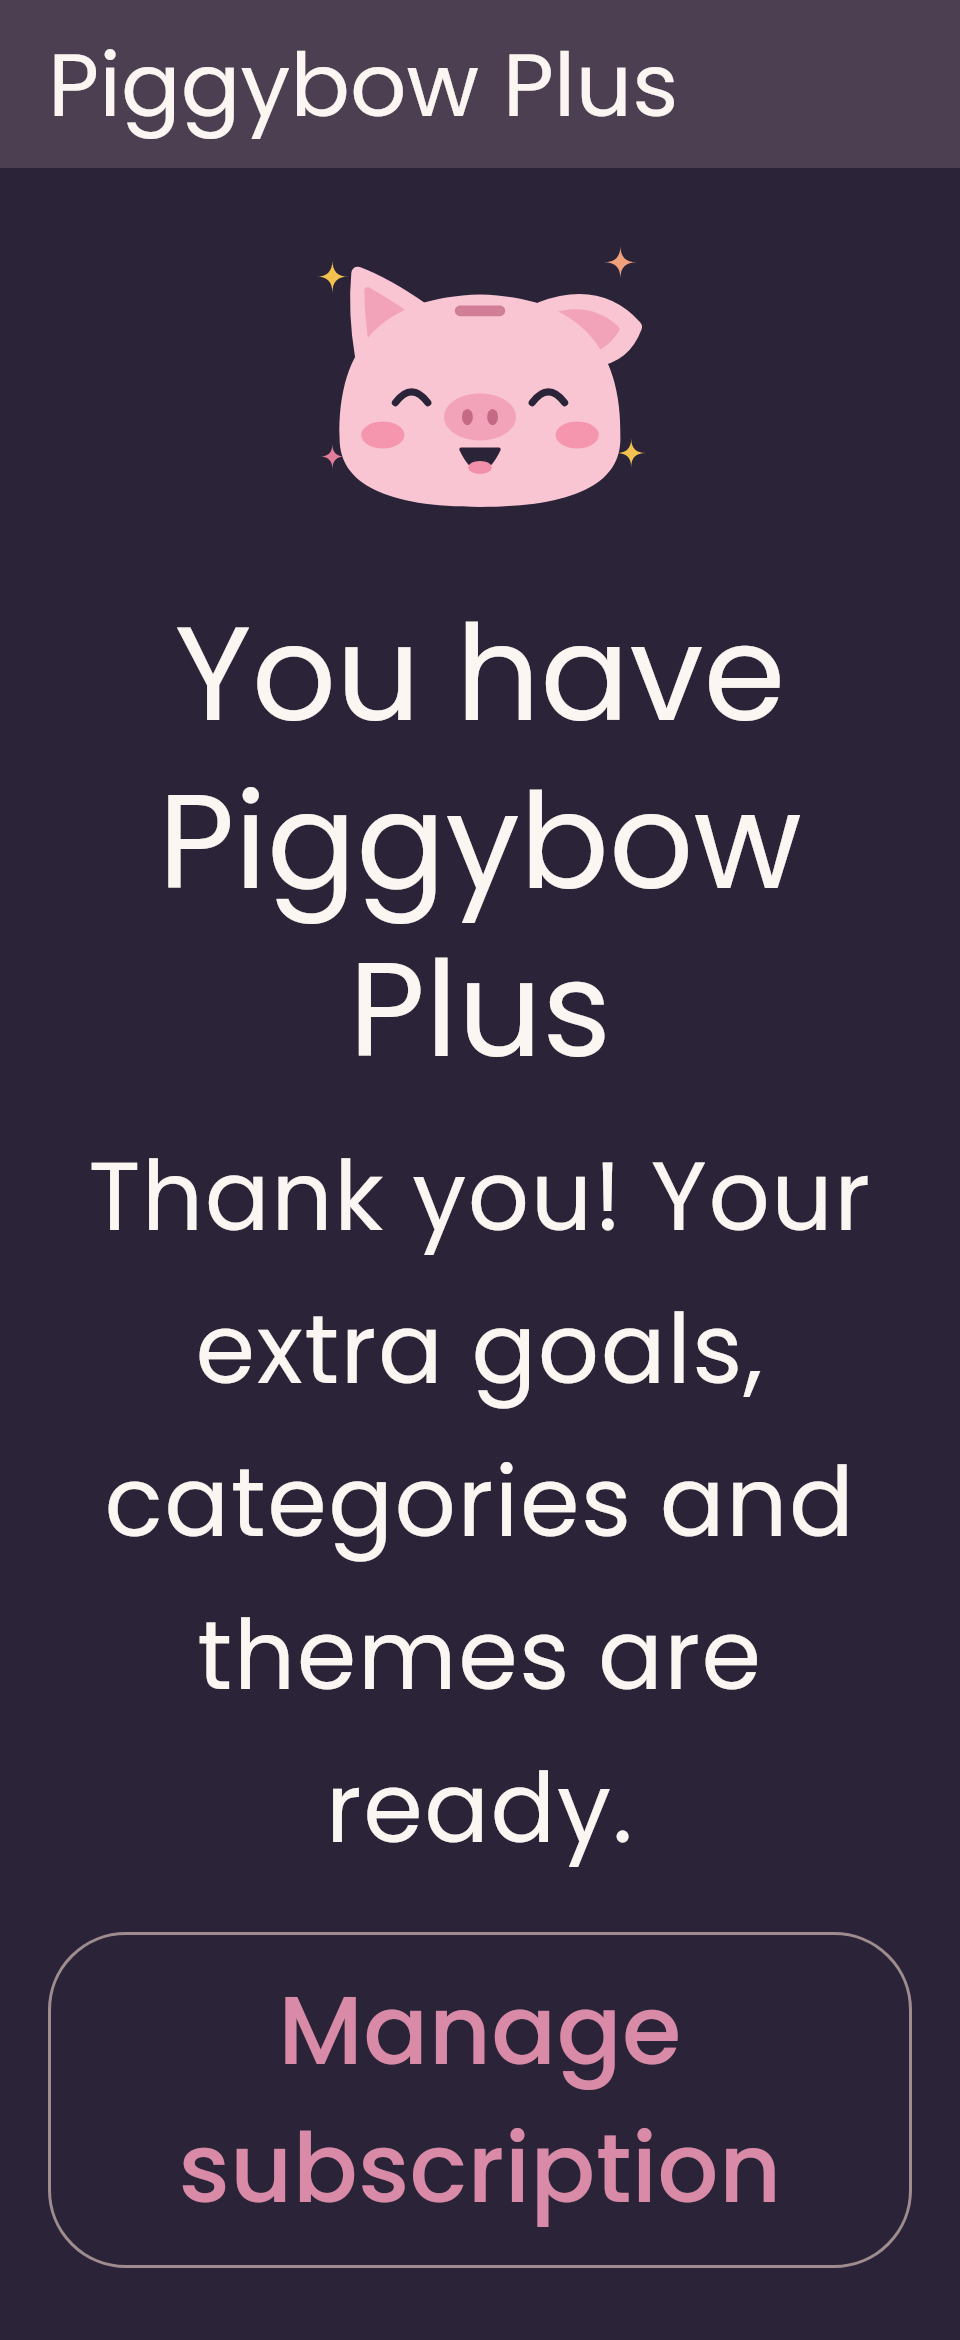 Piggybow Plus
You have
Piggybow
Plus
Thank you! Your
extra goals,
categories and
themes are
ready.
Manage
subscription